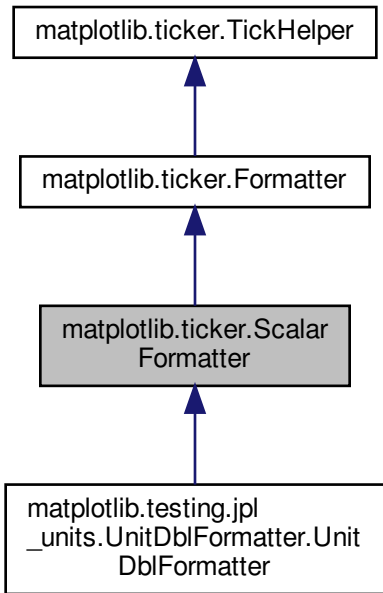 matplotlib.ticker.TickHelper
matplotlib.ticker.Formatter
matplotlib.ticker.Scalar
Formatter
matplotlib.testing.jpl
_units.UnitDblFormatter.Unit
DblFormatter